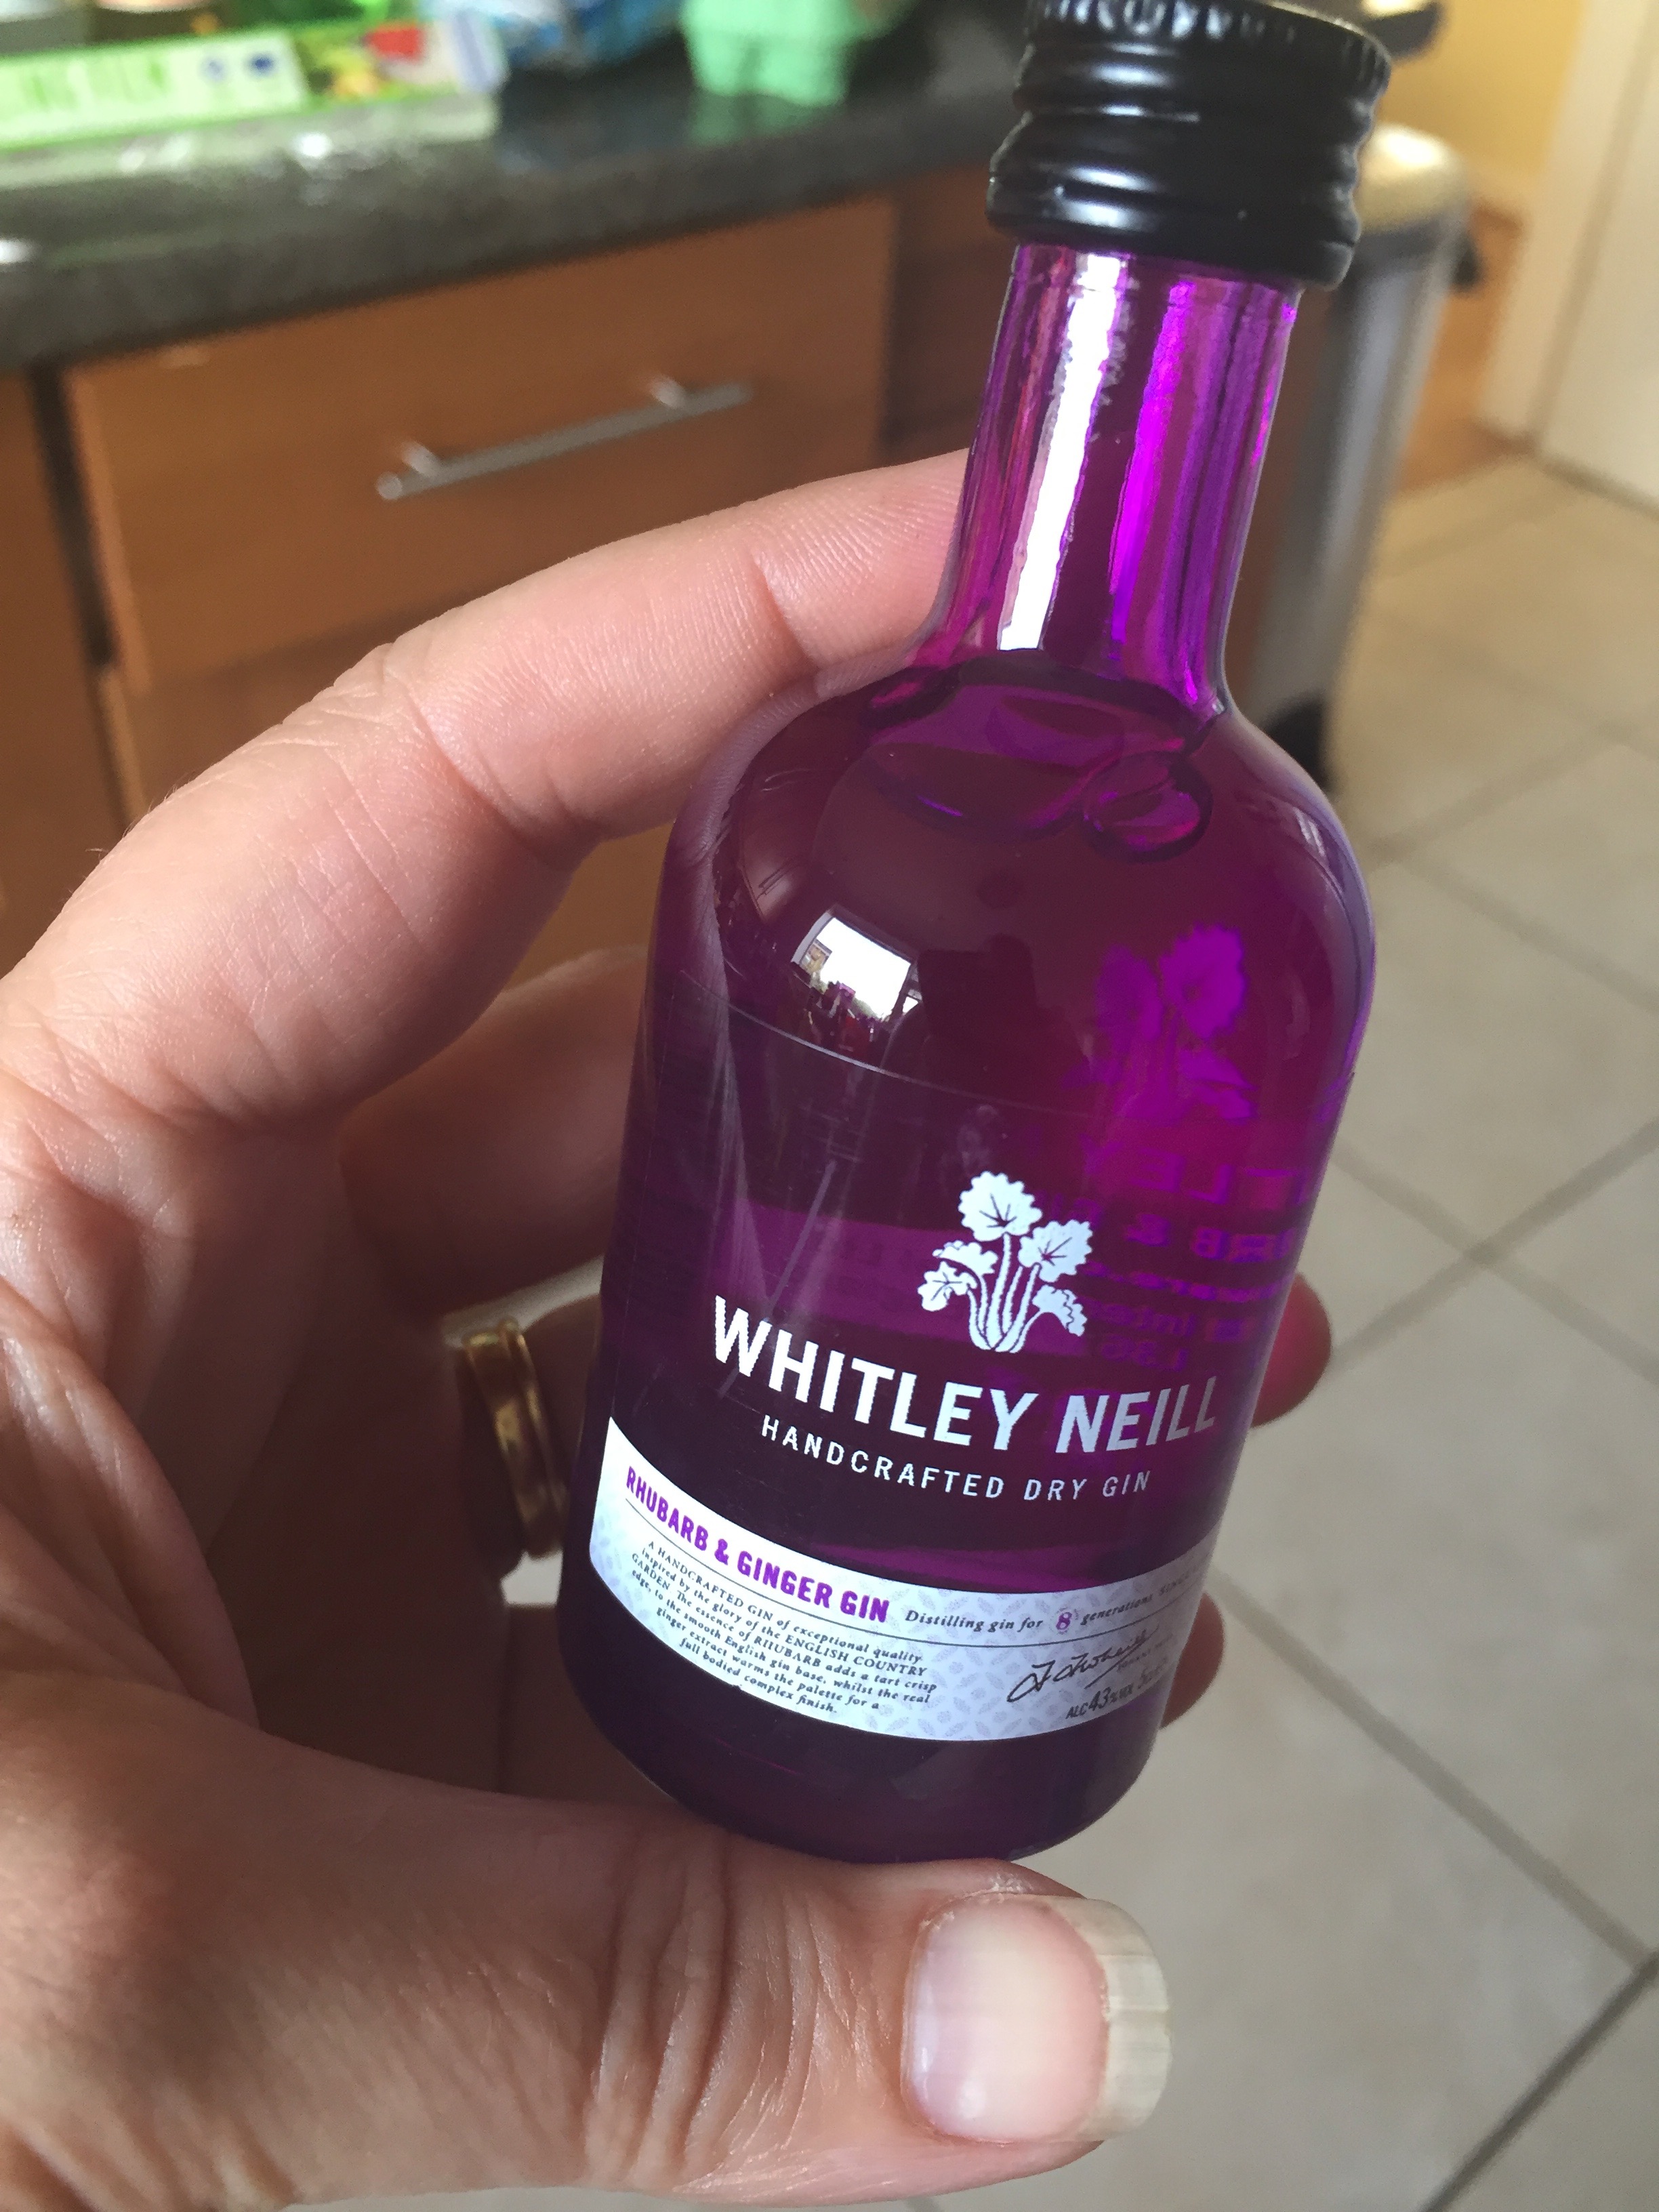 WHITLEY NEILL
HANDCRAFTED DRY GIN
RHUBARB & GINGER GIN
A HANDCRAFTED GIN of exceptional quality
inspired by the glory of the ENGLISH COUNTRY
GARDEN. The essence of RHUBARB adds a tart crisp
edge, to the smooth English gin base, whilst the real
ginger extract warms the palette for a
full bodied complex finish.
Distilling gin for 8 generations
ALC 43% VOL